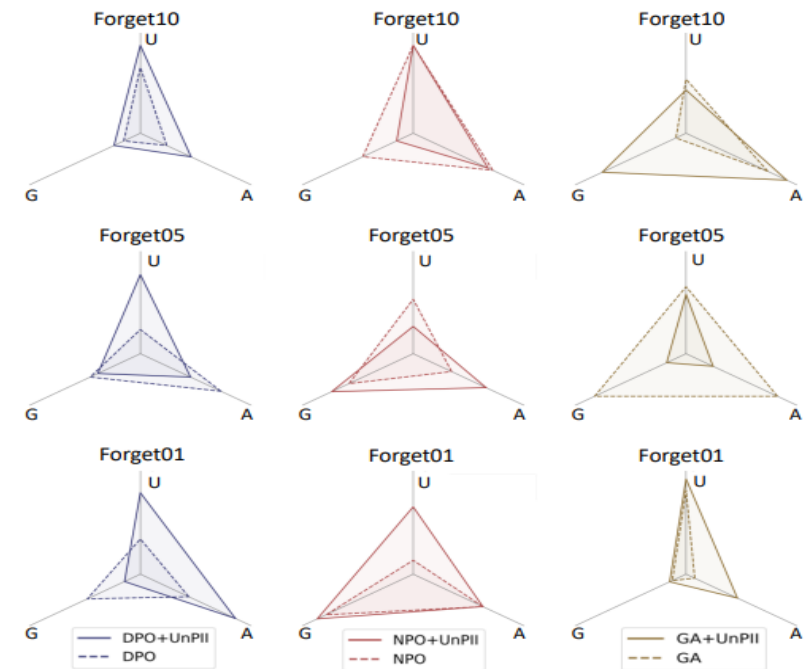 Forget10 Forget10 Forget10
U U U
G A G A G A
Forget05 Forget05 Forget05
U U U
G A G A G A
Forget01 Forget01 Forget01
U U U
G A G A G A
DPO+UnPII NPO+UnPII GA+UnPII
DPO NPO GA